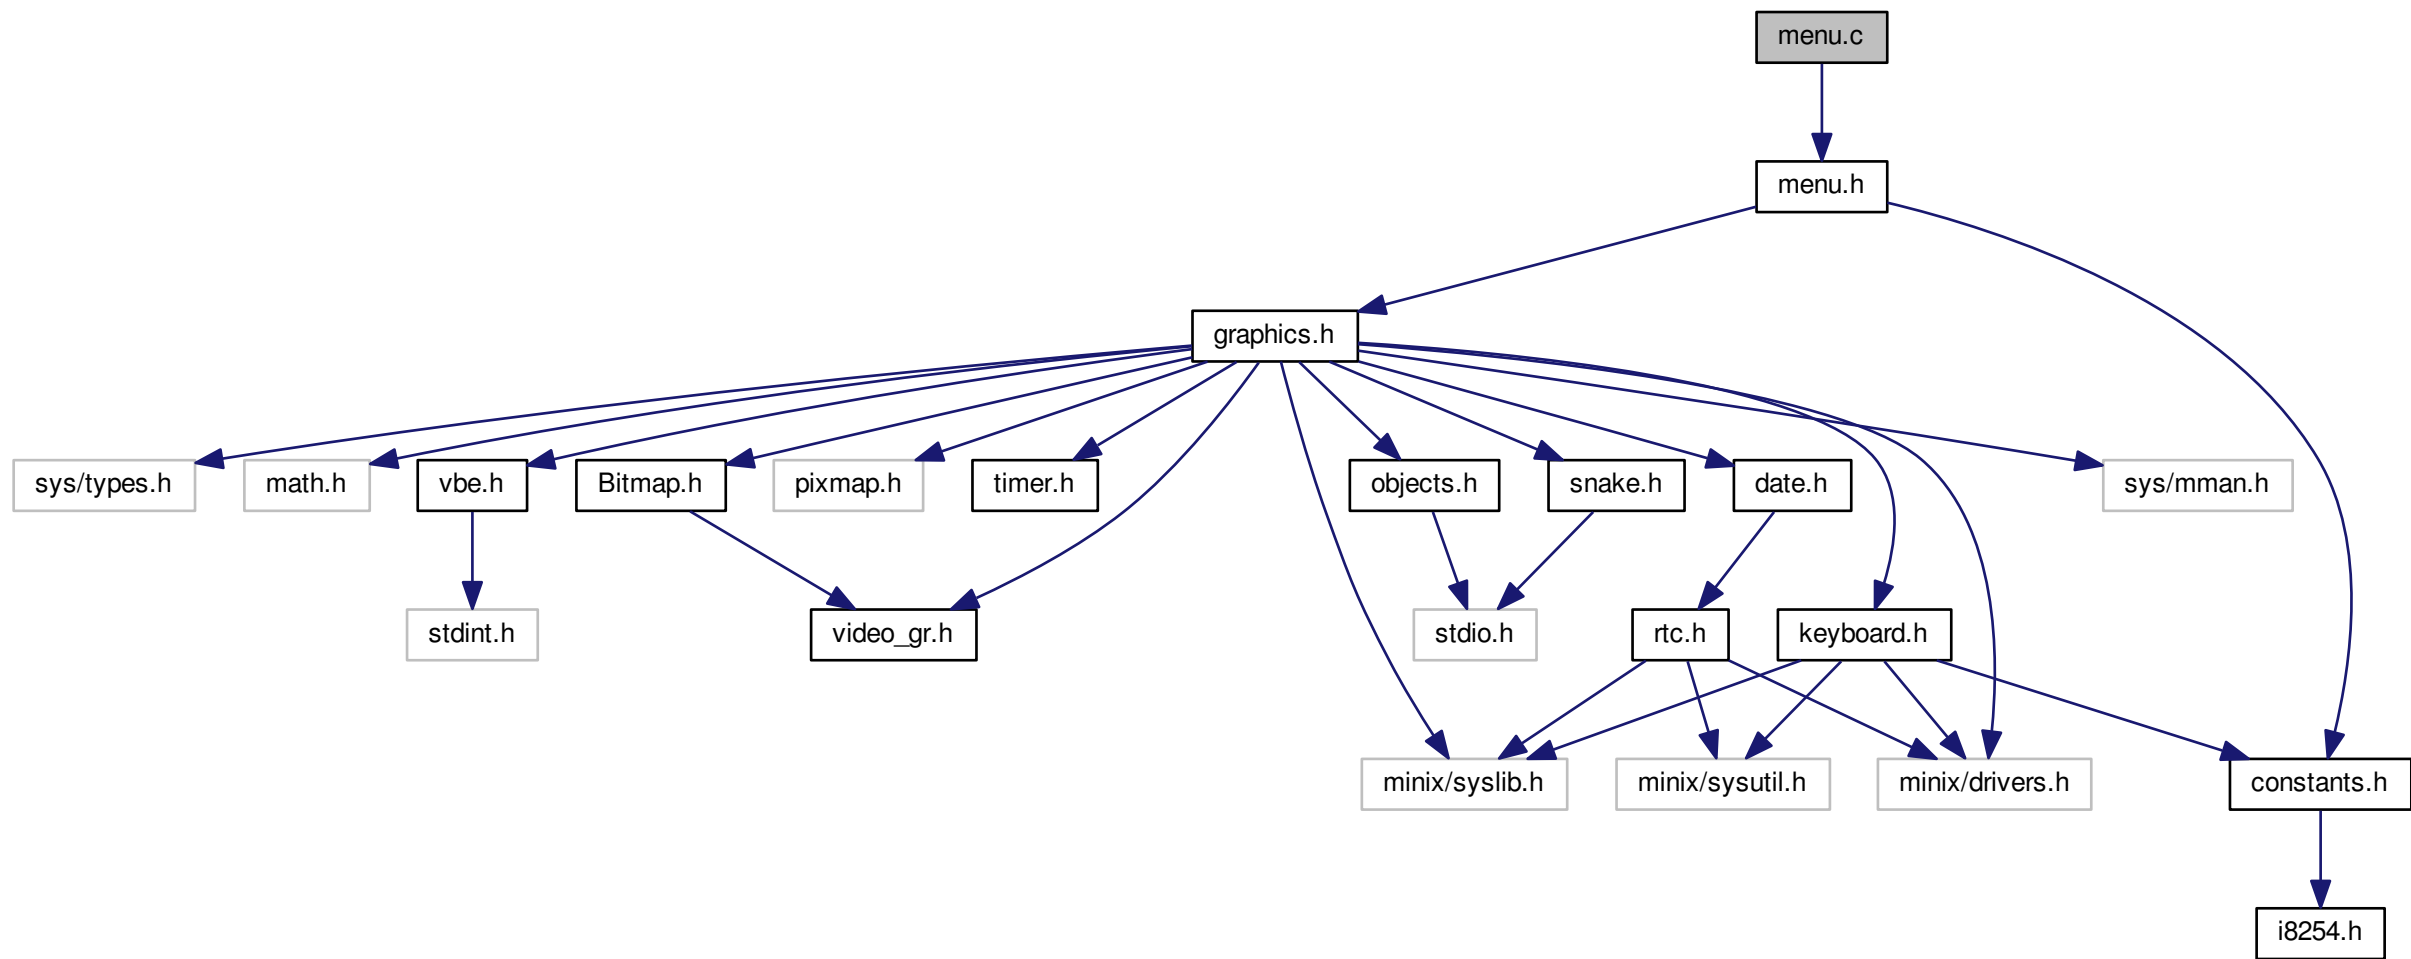 menu.c
menu.h
graphics.h
sys/types.h
math.h
vbe.h
Bitmap.h
pixmap.h
timer.h
objects.h
snake.h
date.h
sys/mman.h
stdint.h
video_gr.h
stdio.h
rtc.h
keyboard.h
minix/syslib.h
minix/sysutil.h
minix/drivers.h
constants.h
i8254.h